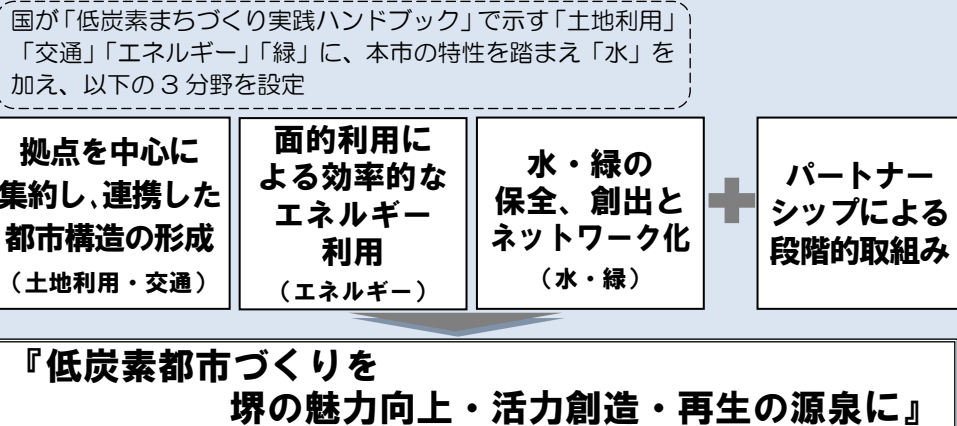 国が「低炭素まちづくり実践ハンドブック」で示す「土地利用」
「交通」「エネルギー」「緑」に、本市の特性を踏まえ「水」を
加え、以下の3分野を設定
拠点を中心に
集約し、連携した
都市構造の形成
（土地利用・交通）
面的利用に
よる効率的な
エネルギー
利用
（エネルギー）
水・緑の
保全、創出と
ネットワーク化
（水・緑）
パートナー
シップによる
段階的取組み
『低炭素都市づくりを
堺の魅力向上・活力創造・再生の源泉に』